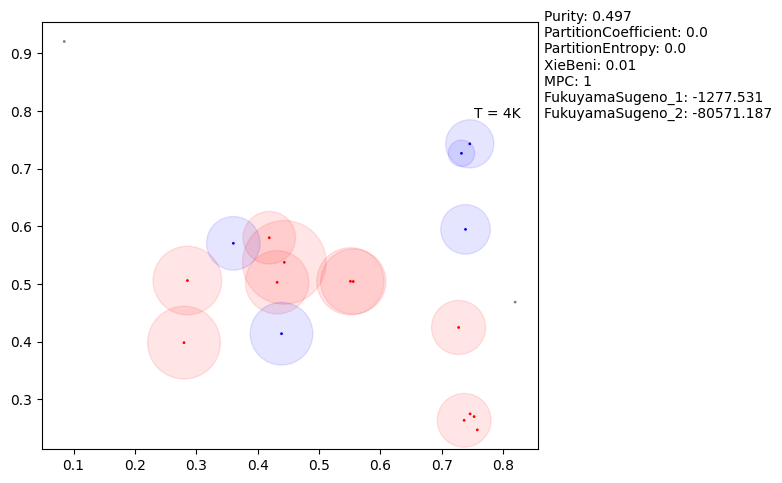 Purity: 0.497
PartitionCoefficient: 0.0
PartitionEntropy: 0.0
XieBeni: 0.01
MPC: 1
FukuyamaSugeno_1: -1277.531
FukuyamaSugeno_2: -80571.187
T = 4K
0.9
0.8
0.7
0.6
0.5
0.4
0.3
0.1 0.2 0.3 0.4 0.5 0.6 0.7 0.8